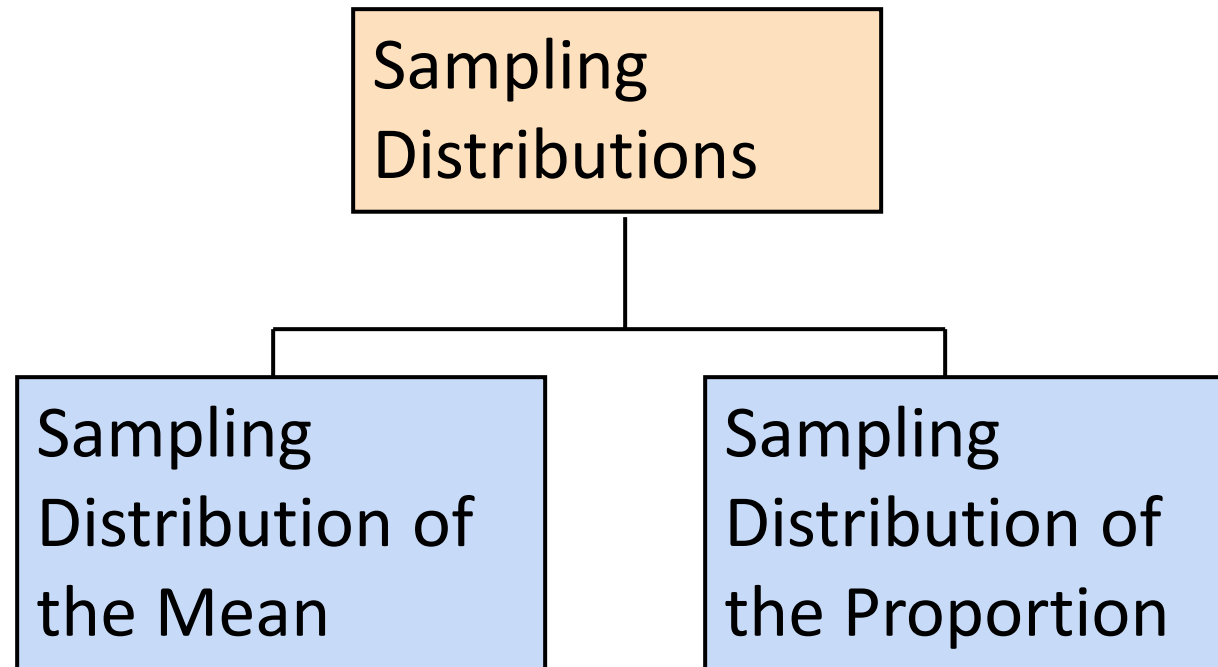 Sampling
Distributions
Sampling
Distribution of
the Mean
Sampling
Distribution of
the Proportion